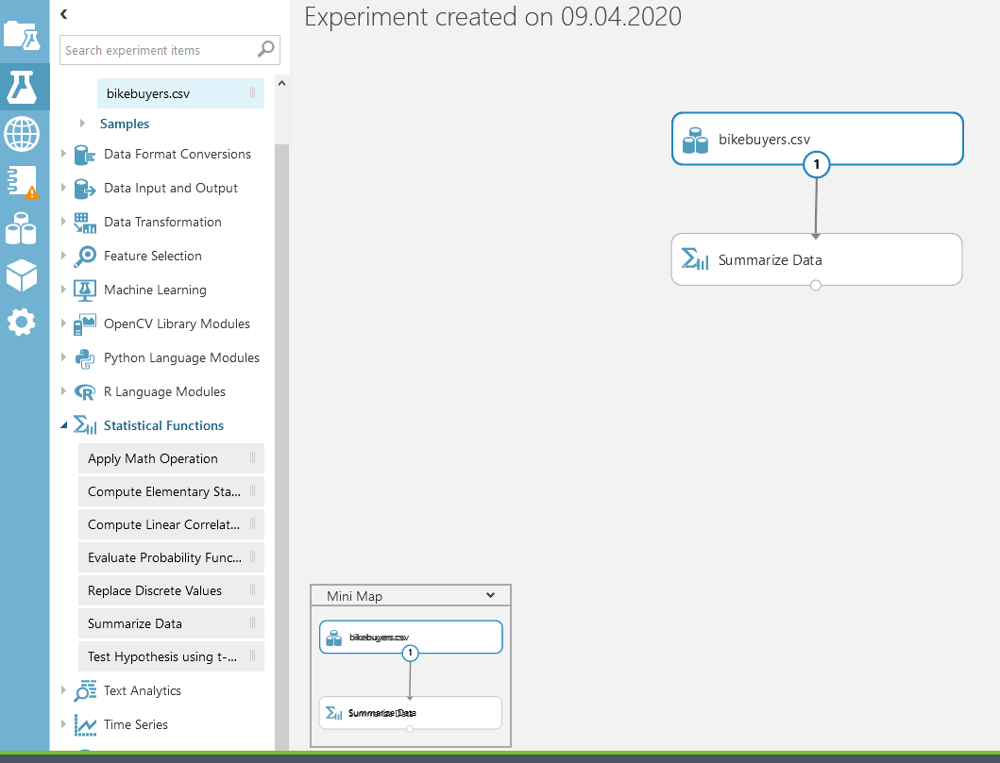 Experiment created on 09.04.2020
Search experiment items
bikebuyers.csv
Samples
Data Format Conversions
Data Input and Output
Data Transformation
Feature Selection
Machine Learning
OpenCV Library Modules
Python Language Modules
R Language Modules
Statistical Functions
Apply Math Operation
Compute Elementary Sta...
Compute Linear Correlat...
Evaluate Probability Func...
Replace Discrete Values
Summarize Data
Test Hypothesis using t-...
Text Analytics
Time Series
bikebuyers.csv
1
Summarize Data
Mini Map
bikebuyers.csv
1
Summarize Data